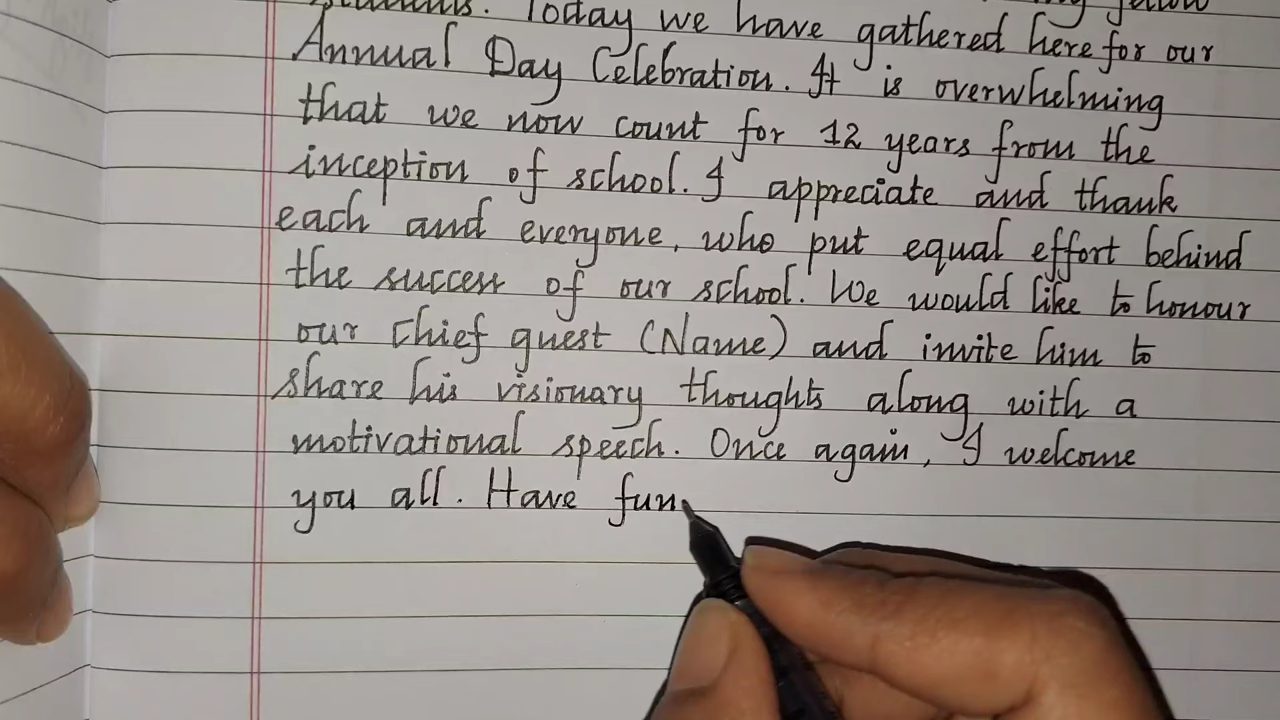 students. Today we have gathered here for our
Annual Day Celebration. It is overwhelming
that we now count for 12 years from the
inception of school. I appreciate and thank
each and everyone, who put equal effort behind
the success of our school. We would like to honour
our Chief guest (Name) and invite him to
share his visionary thoughts along with a
motivational speech. Once again, I welcome
you all. Have fun